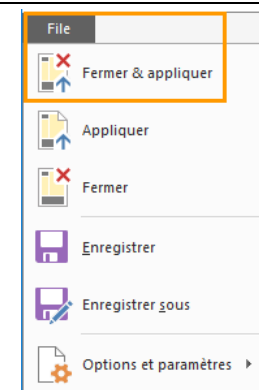 File
Fermer & appliquer
Appliquer
Fermer
Enregistrer
Enregistrer sous
Options et paramètres